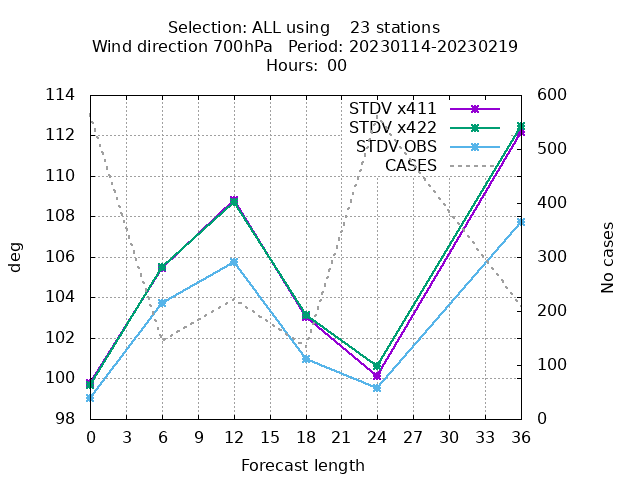 Selection: ALL using    23 stations
Wind direction 700hPa   Period: 20230114-20230219
Hours: 00
STDV x411
STDV x422
STDV OBS
CASES
114
112
110
108
106
104
102
100
98
deg
600
500
400
300
200
100
0
No cases
0 3 6 9 12 15 18 21 24 27 30 33 36
Forecast length